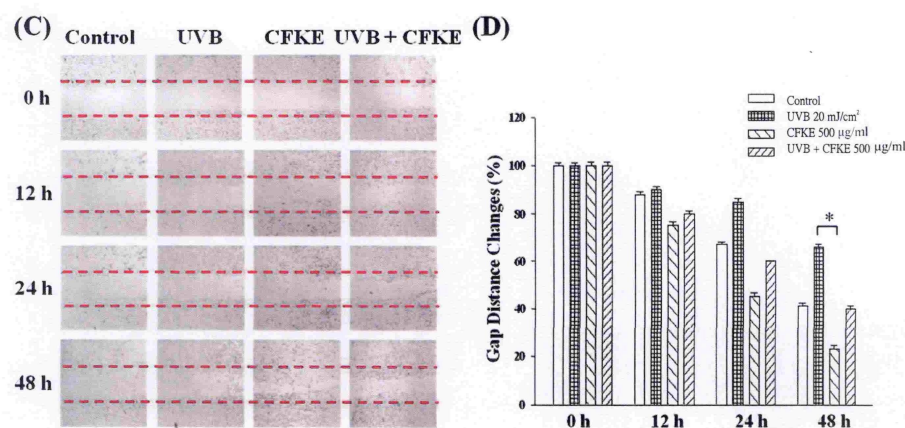 (C)
Control UVB CFKE UVB + CFKE
0 h
12 h
24 h
48 h
(D)
Control
UVB 20 mJ/cm²
CFKE 500 µg/ml
UVB + CFKE 500 µg/ml
Gap Distance Changes (%)
120
100
80
60
40
20
0
*
0 h 12 h 24 h 48 h